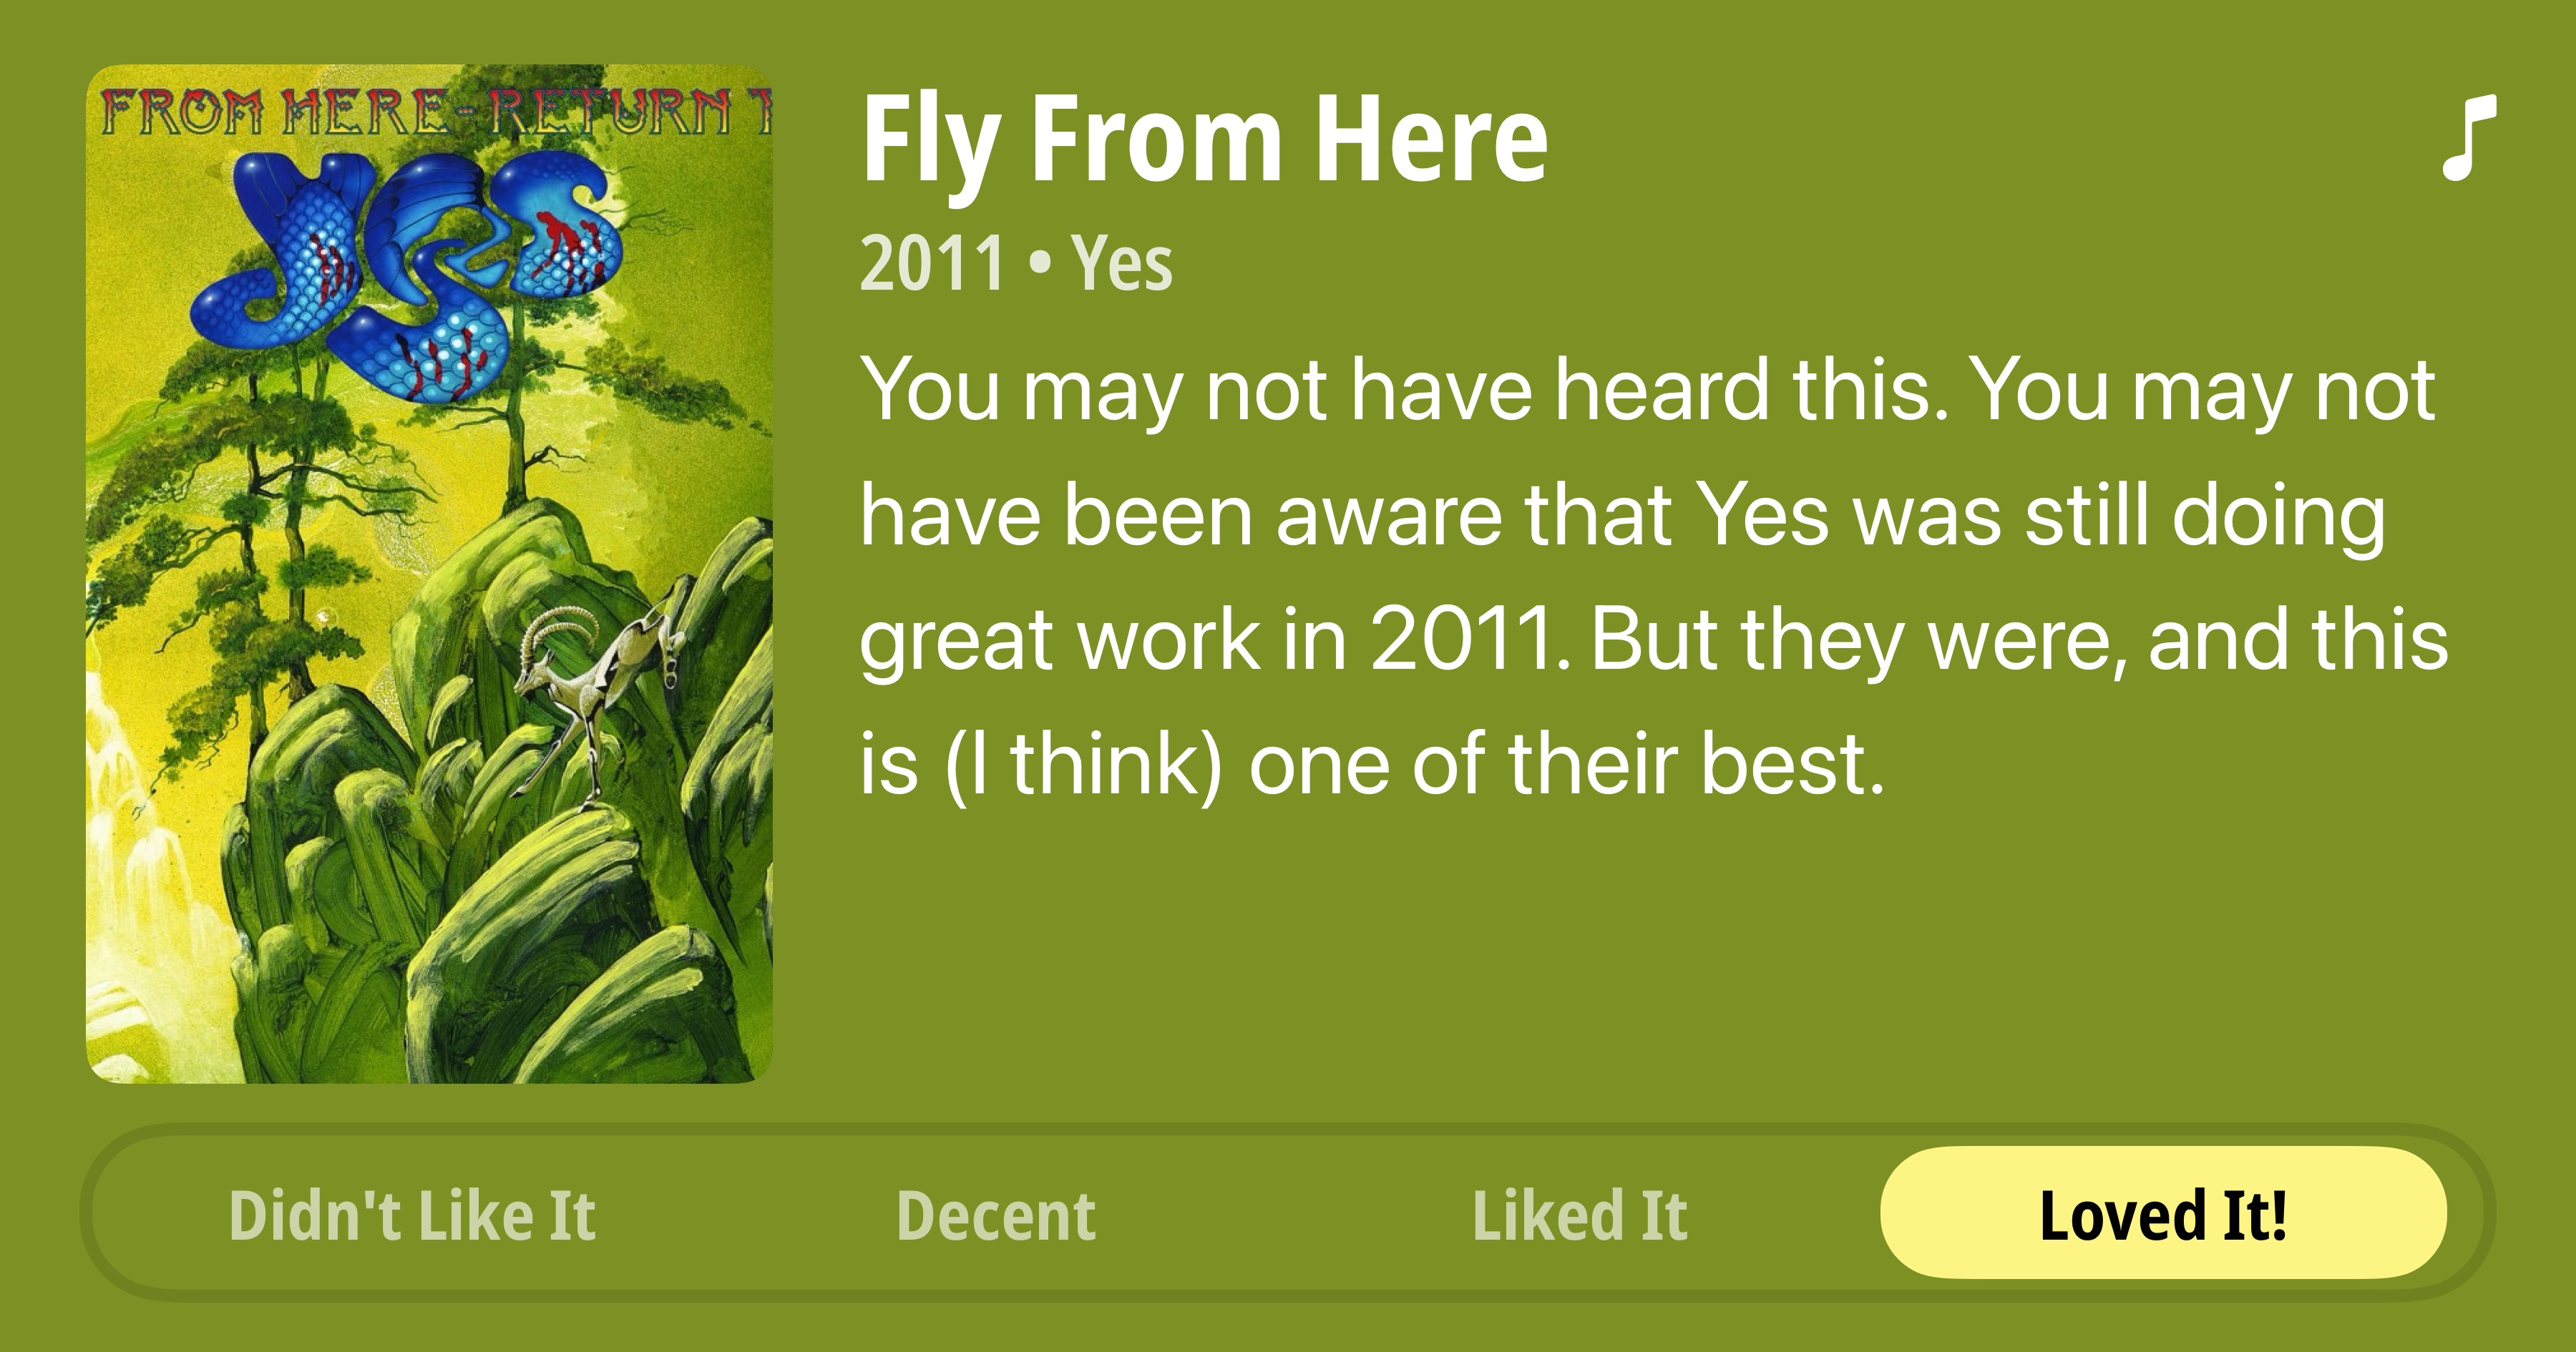 FROM HERE-RETURN T
YES
Fly From Here
2011 • Yes
You may not have heard this. You may not
have been aware that Yes was still doing
great work in 2011. But they were, and this
is (I think) one of their best.
Didn't Like It
Decent
Liked It
Loved It!